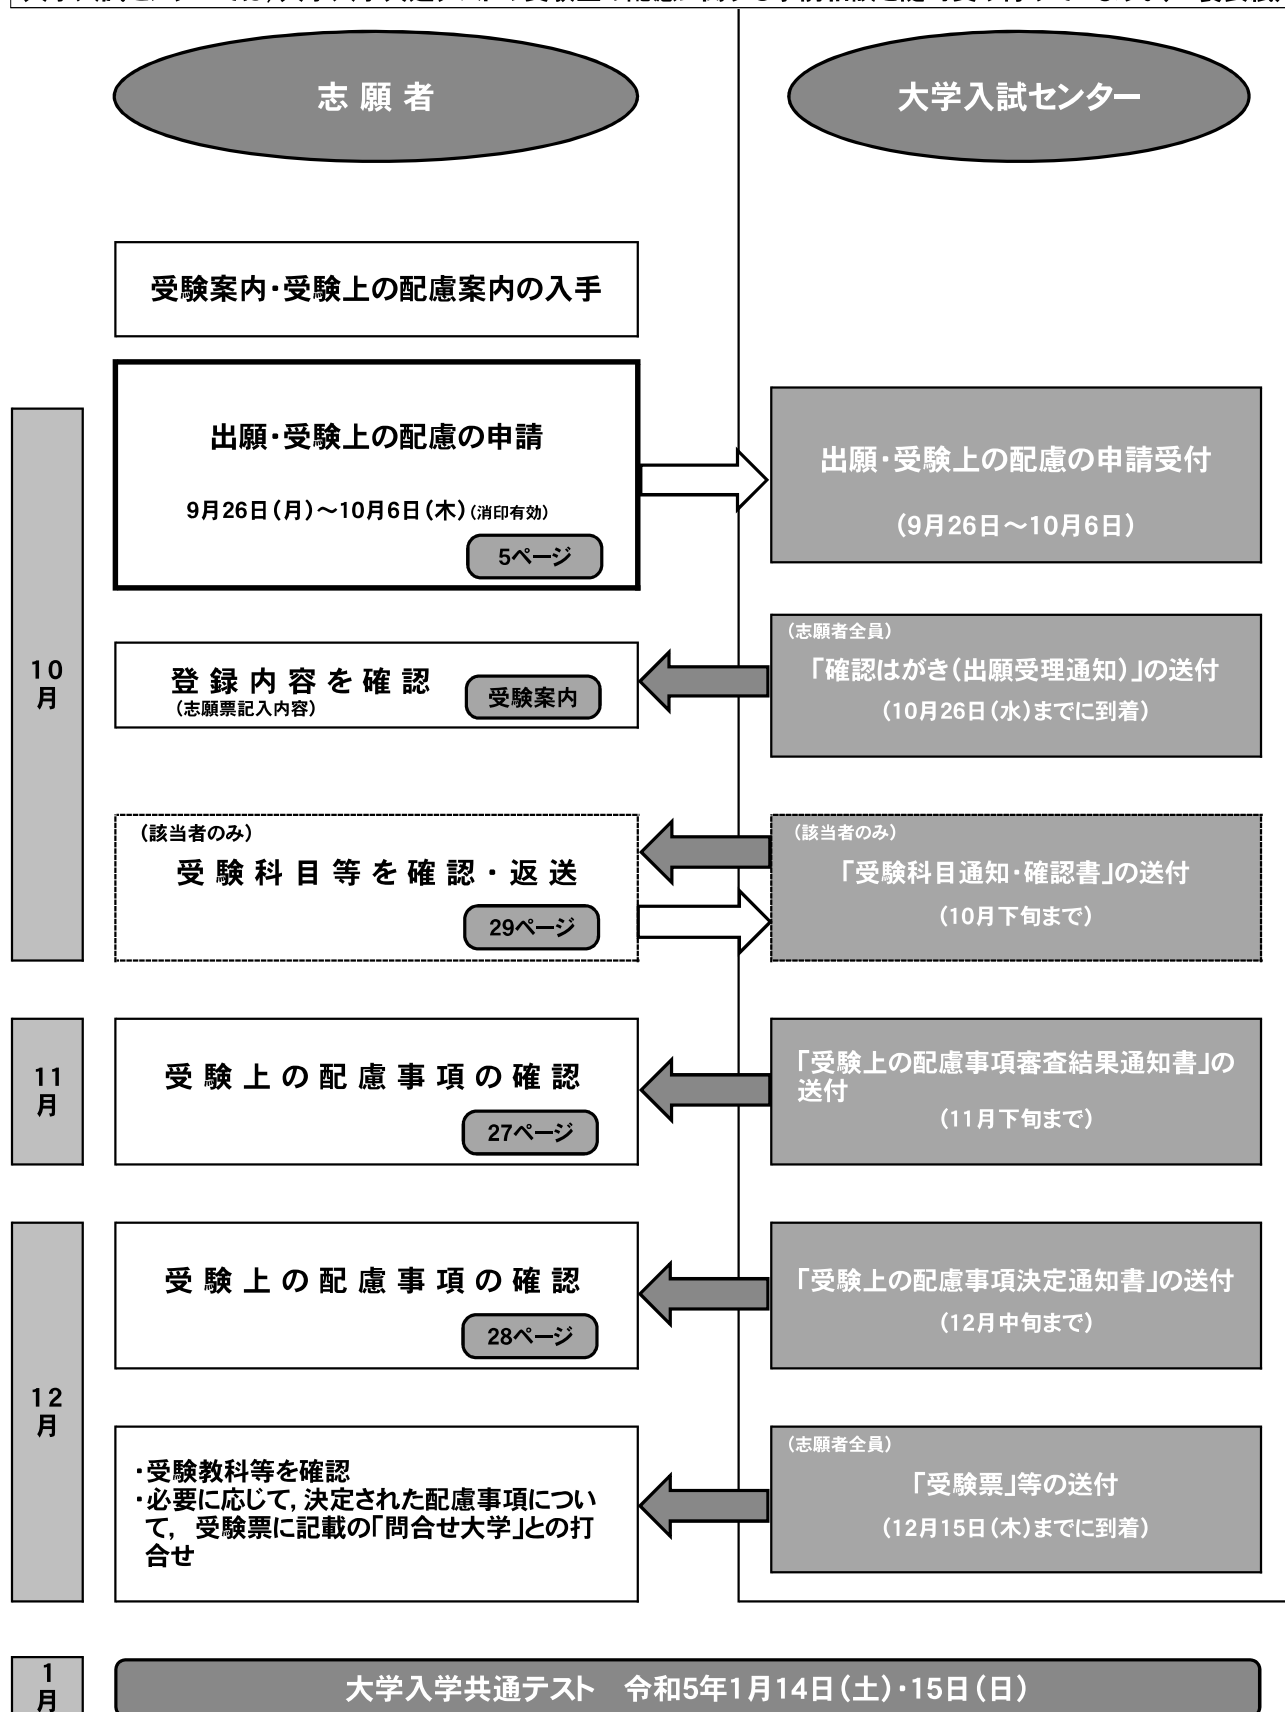 志願者
大学入試センター
受験案内・受験上の配慮案内の入手
出願・受験上の配慮の申請
9月26日（月）～10月6日（木）（消印有効）
5ページ
出願・受験上の配慮の申請受付
（9月26日～10月6日）
10
月
登録内容を確認
（志願票記入内容）
受験案内
（志願者全員）
「確認はがき（出願受理通知）」の送付
（10月26日（水）までに到着）
（該当者のみ）
受験科目等を確認・返送
29ページ
（該当者のみ）
「受験科目通知・確認書」の送付
（10月下旬まで）
11
月
受験上の配慮事項の確認
27ページ
「受験上の配慮事項審査結果通知書」の
送付
（11月下旬まで）
12
月
受験上の配慮事項の確認
28ページ
「受験上の配慮事項決定通知書」の送付
（12月中旬まで）
・受験教科等を確認
・必要に応じて，決定された配慮事項につい
て，受験票に記載の「問合せ大学」との打
合せ
（志願者全員）
「受験票」等の送付
（12月15日（木）までに到着）
1
月
大学入学共通テスト　令和5年1月14日（土）・15日（日）